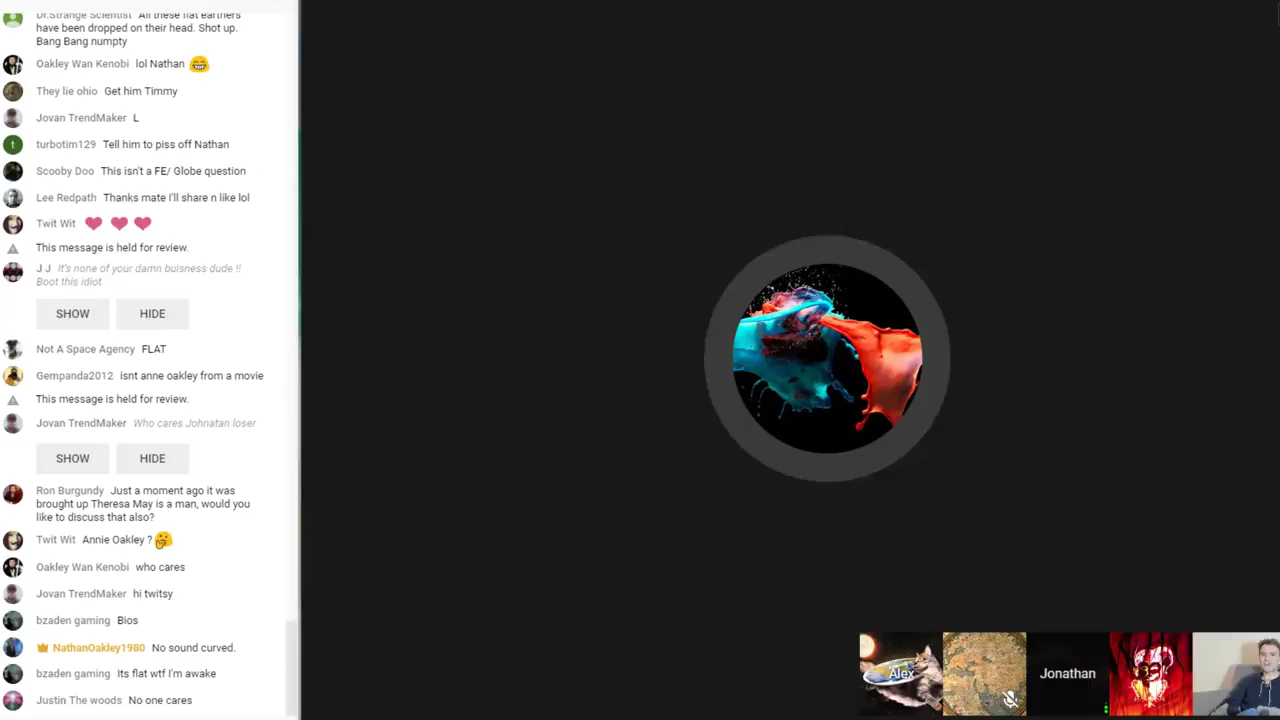 Dr.Strange Scientist All these flat earthers
have been dropped on their head. Shot up.
Bang Bang numpty
Oakley Wan Kenobi lol Nathan
They lie ohio Get him Timmy
Jovan TrendMaker L
t
turbotim129 Tell him to piss off Nathan
Scooby Doo This isn't a FE/ Globe question
Lee Redpath Thanks mate I'll share n like lol
Twit Wit
This message is held for review.
J J It's none of your damn buisness dude !!
Boot this idiot
SHOW HIDE
Not A Space Agency FLAT
Gempanda2012 isnt anne oakley from a movie
This message is held for review.
Jovan TrendMaker Who cares Johnatan loser
SHOW HIDE
Ron Burgundy Just a moment ago it was
brought up Theresa May is a man, would you
like to discuss that also?
Twit Wit Annie Oakley ?
Oakley Wan Kenobi who cares
Jovan TrendMaker hi twitsy
bzaden gaming Bios
NathanOakley1980 No sound curved.
bzaden gaming Its flat wtf I'm awake
Justin The woods No one cares
Alex
Jonathan